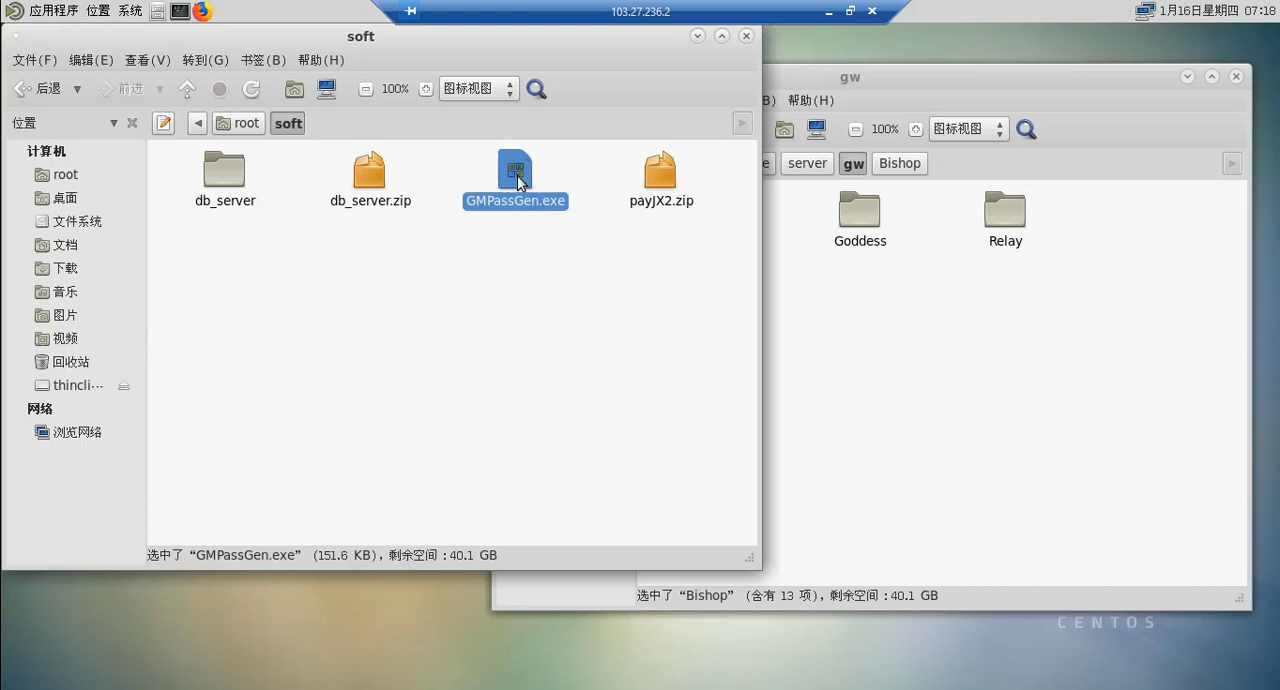 应用程序 位置 系统
103.27.236.2
1月16日星期四 07:18
soft
文件(F) 编辑(E) 查看(V) 转到(G) 书签(B) 帮助(H)
后退 前进 100% 图标视图
位置 root soft
计算机
root
桌面
文件系统
文档
下载
音乐
图片
视频
回收站
thincli···
网络
浏览网络
db_server
db_server.zip
GMPassGen.exe
payJX2.zip
选中了 “GMPassGen.exe” (151.6 KB), 剩余空间 :40.1 GB
gw
B) 帮助(H)
100% 图标视图
e server gw Bishop
Goddess
Relay
选中了 “Bishop” (含有 13 项), 剩余空间 :40.1 GB
CENTOS